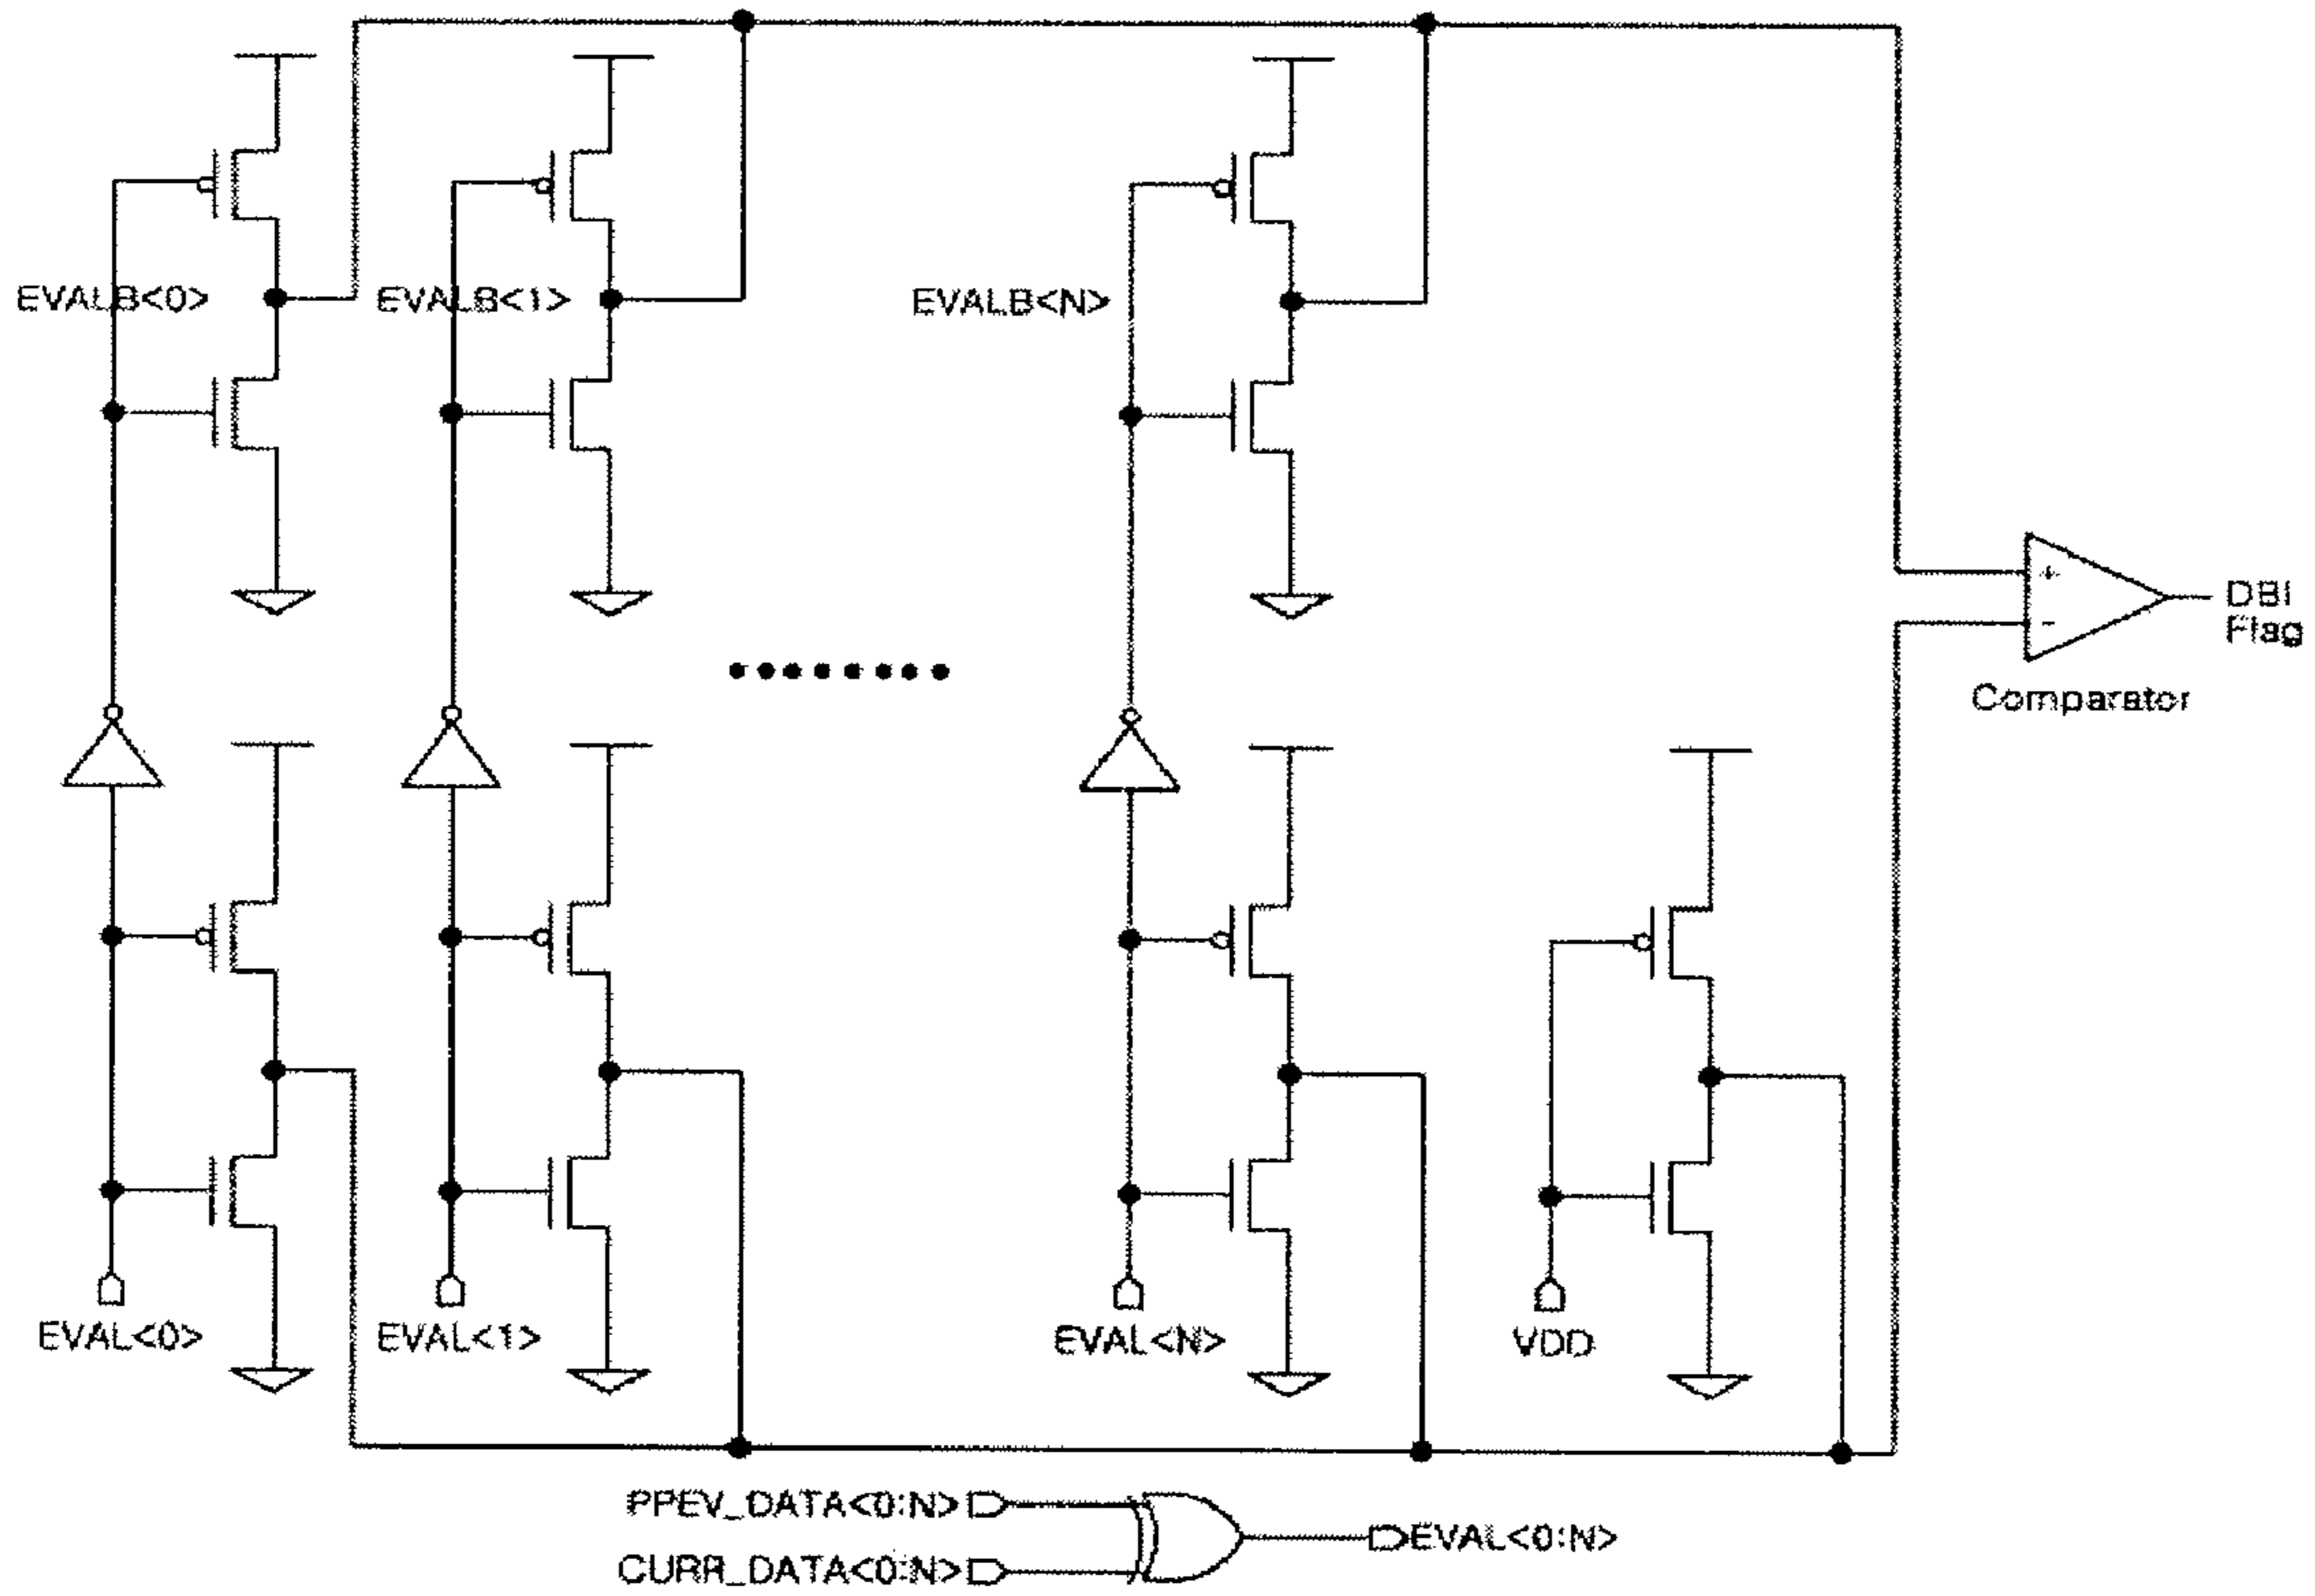 EVALB<0>
EVALB<1>
EVALB<N>
+
-
DBI
Flag
Comparator
EVAL<0>
EVAL<1>
EVAL<N>
VDD
PPEV_DATA<0:N>
EVAL<0:N>
CURR_DATA<0:N>